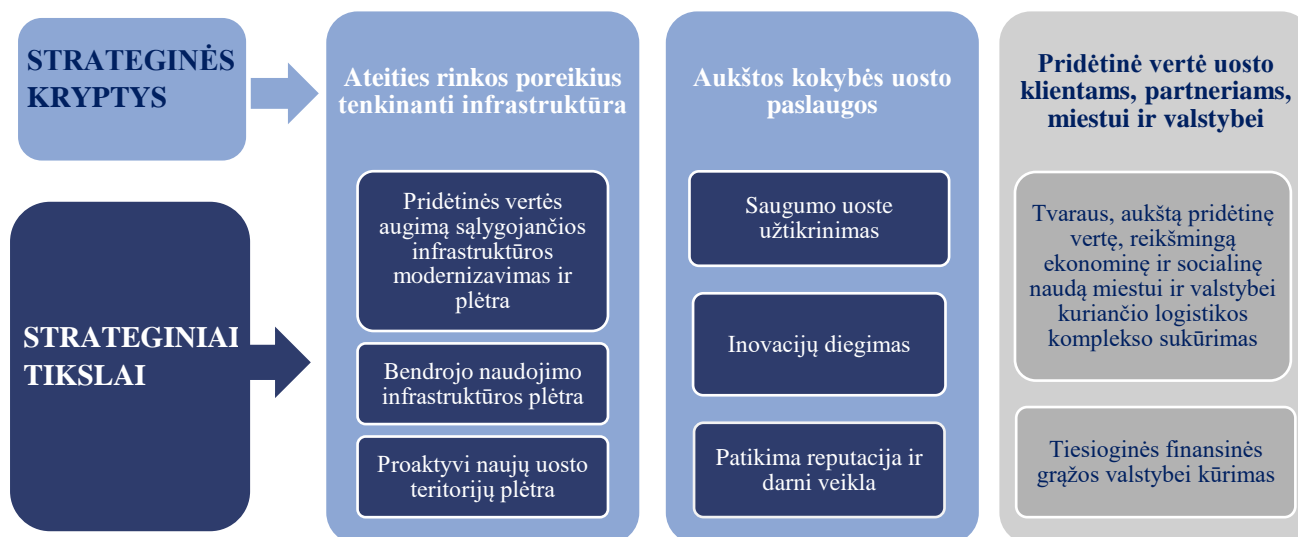 STRATEGINĖS
KRYPTYS
Ateities rinkos poreikius
tenkinanti infrastruktūra
Aukštos kokybės uosto
paslaugos
Pridėtinė vertė uosto
klientams, partneriams,
miestui ir valstybei
STRATEGINIAI
TIKSLAI
Pridėtinės vertės
augimą sąlygojančios
infrastruktūros
modernizavimas ir
plėtra
Bendrojo naudojimo
infrastruktūros plėtra
Proaktyvi naujų uosto
teritorijų plėtra
Saugumo uoste
užtikrinimas
Inovacijų diegimas
Patikima reputacija ir
darni veikla
Tvaraus, aukštą pridėtinę
vertę, reikšmingą
ekonominę ir socialinę
naudą miestui ir valstybei
kuriančio logistikos
komplekso sukūrimas
Tiesioginės finansinės
grąžos valstybei kūrimas